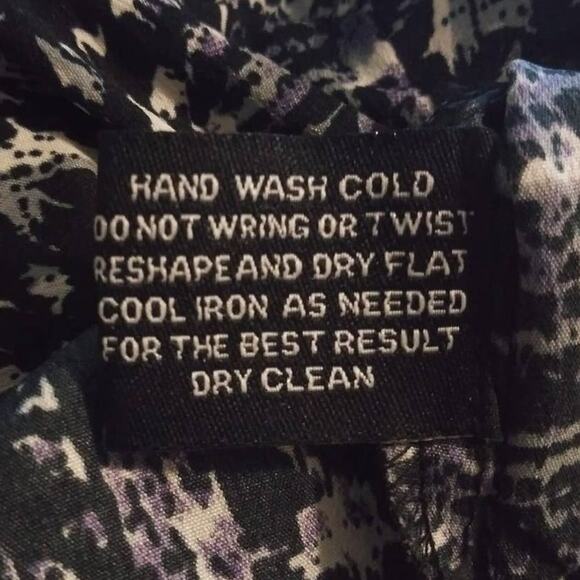 HAND WASH COLD
DO NOT WRING OR TWIST
RESHAPE AND DRY FLAT
COOL IRON AS NEEDED
FOR THE BEST RESULT
DRY CLEAN